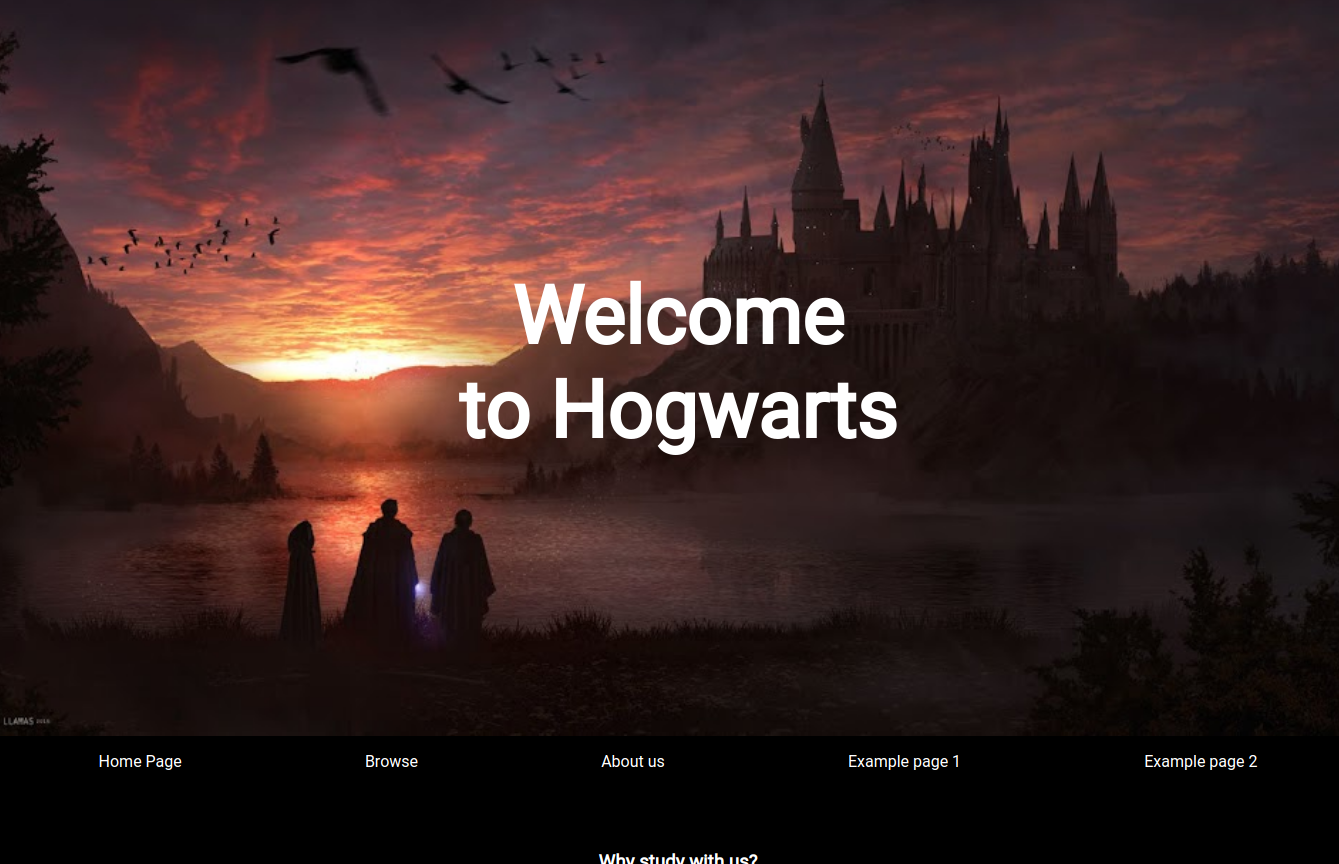 Welcome
to Hogwarts
LLAMAS
Home Page
Browse
About us
Example page 1
Example page 2
Why study with us?